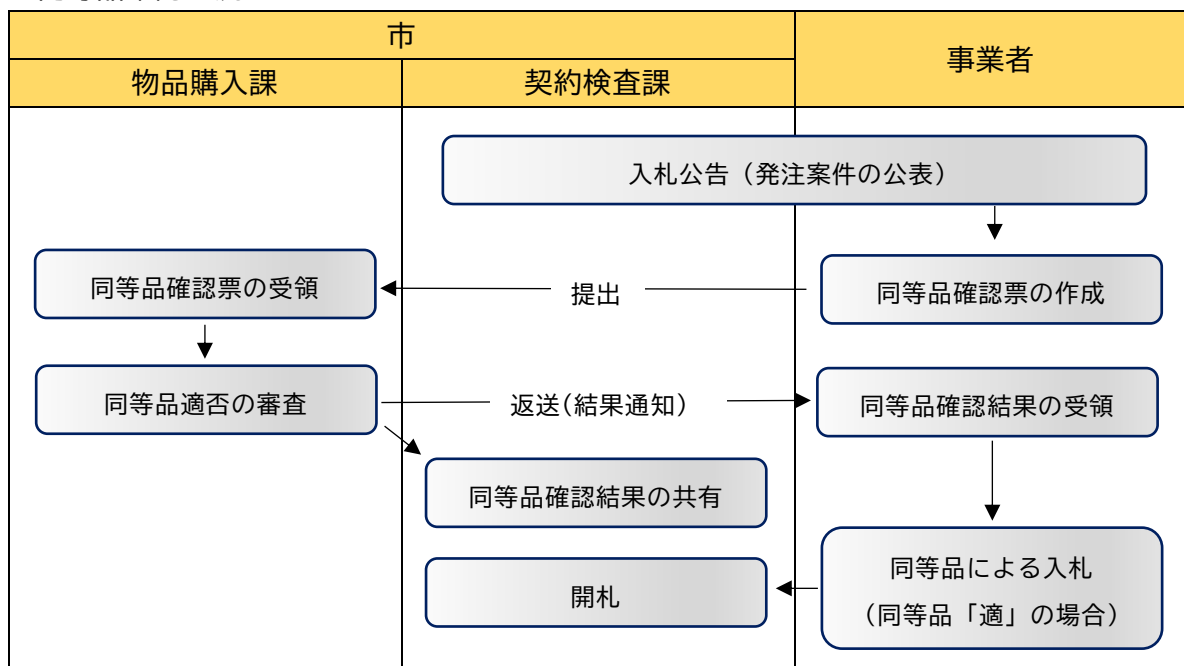 市
事業者
物品購入課
契約検査課
入札公告（発注案件の公表）
同等品確認票の受領
提出
同等品確認票の作成
同等品適否の審査
返送（結果通知）
同等品確認結果の受領
同等品確認結果の共有
開札
同等品による入札
（同等品「適」の場合）